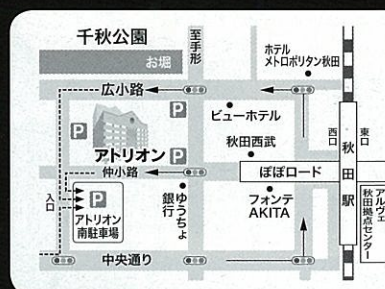 千秋公園
お堀
至手形
ホテル
メトロポリタン秋田
広小路
P
P
ビューホテル
秋田西武
西口
東口
秋田駅
アトリオン
P
仲小路
ぽぽロード
入口
P
アトリオン
南駐車場
ゆうちょ
銀行
フォンテ
AKITA
アルヴェ
秋田拠点センター
中央通り